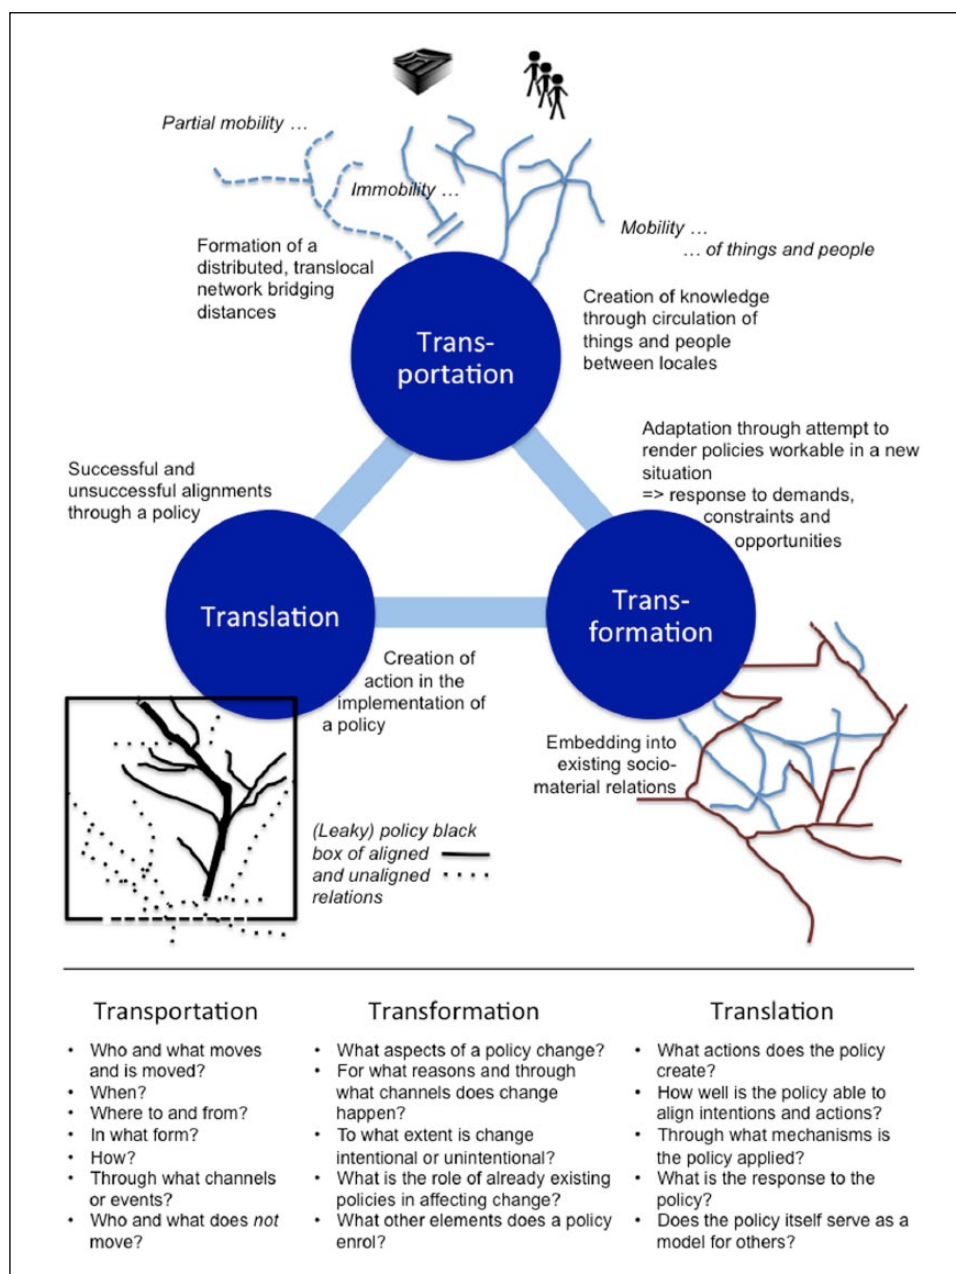 Partial mobility …
Immobility …
Mobility …
… of things and people
Formation of a
distributed, translocal
network bridging
distances
Trans-
portation
Creation of knowledge
through circulation of
things and people
between locales
Adaptation through attempt to
render policies workable in a new
situation
=> response to demands,
constraints and
opportunities
Successful and
unsuccessful alignments
through a policy
Translation
Trans-
formation
Creation of
action in the
implementation of
a policy
Embedding into
existing socio-
material relations
(Leaky) policy black
box of aligned
and unaligned
relations
Transportation
• Who and what moves
and is moved?
• When?
• Where to and from?
• In what form?
• How?
• Through what channels
or events?
• Who and what does not
move?
Transformation
• What aspects of a policy change?
• For what reasons and through
what channels does change
happen?
• To what extent is change
intentional or unintentional?
• What is the role of already existing
policies in affecting change?
• What other elements does a policy
enrol?
Translation
• What actions does the policy
create?
• How well is the policy able to
align intentions and actions?
• Through what mechanisms is
the policy applied?
• What is the response to the
policy?
• Does the policy itself serve as a
model for others?